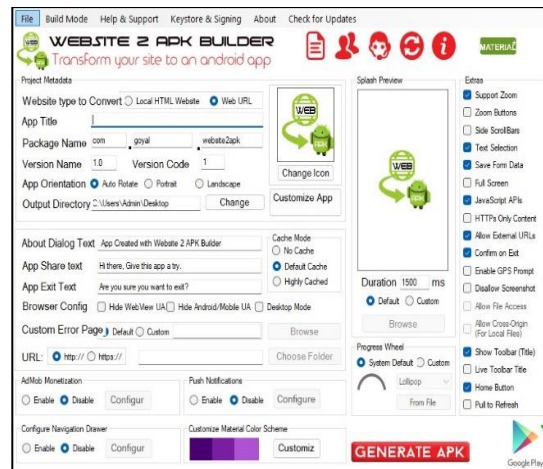 File Build Mode Help & Support Keystore & Signing About Check for Updates
WEB
WEBSITE 2 APK BUILDER
Transform your site to an android app
MATERIAL
Project Metadata
Website type to Convert Local HTML Website Web URL
App Title
Package Name com . goyal . website2apk
Version Name 1.0 Version Code 1
App Orientation Auto Rotate Portrait Landscape
Output Directory C:\Users\Admin\Desktop Change
WEB
apk
Change Icon
Customize App
About Dialog Text App Created with Website 2 APK Builder
App Share text Hi there, Give this app a try.
App Exit Text Are you sure you want to exit?
Cache Mode
No Cache
Default Cache
Highly Cached
Browser Config Hide WebView UA Hide Android/Mobile UA Desktop Mode
Custom Error Page Default Custom Browse
URL: http:// https:// Choose Folder
AdMob Monetization
Enable Disable Configur
Push Notifications
Enable Disable Configure
Configure Navigation Drawer
Enable Disable Configur
Customize Material Color Scheme
Customiz
Splash Preview
WEB
apk
Duration 1500 ms
Default Custom
Browse
Progress Wheel
System Default Custom
Lollipop
From File
GENERATE APK
Extras
Support Zoom
Zoom Buttons
Side ScrollBars
Text Selection
Save Form Data
Full Screen
JavaScript APIs
HTTPs Only Content
Allow External URLs
Confirm on Exit
Enable GPS Prompt
Disallow Screenshot
Allow File Access
Allow Cross-Origin
(For Local Files)
Show Toolbar (Title)
Live Toolbar Title
Home Button
Pull to Refresh
Google Play